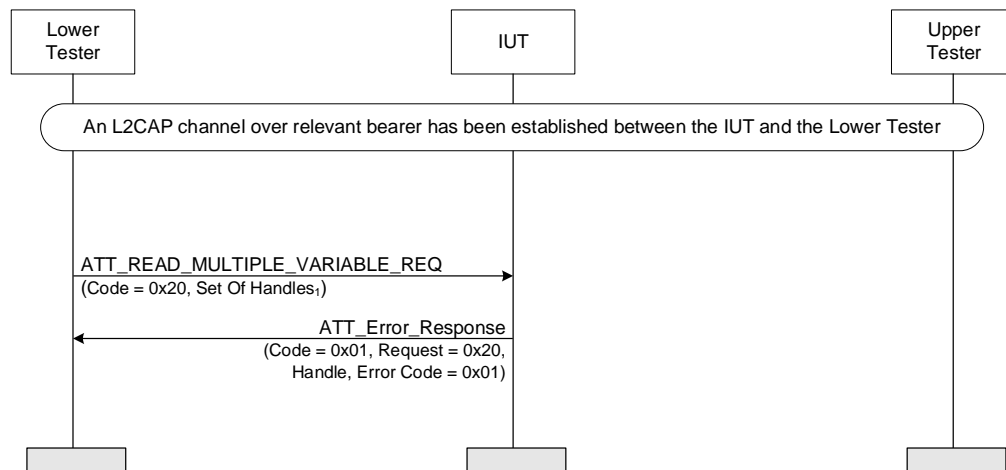 Lower
Tester
IUT
Upper
Tester
An L2CAP channel over relevant bearer has been established between the IUT and the Lower Tester
ATT_READ_MULTIPLE_VARIABLE_REQ
(Code = 0x20, Set Of Handles₁)
ATT_Error_Response
(Code = 0x01, Request = 0x20,
Handle, Error Code = 0x01)